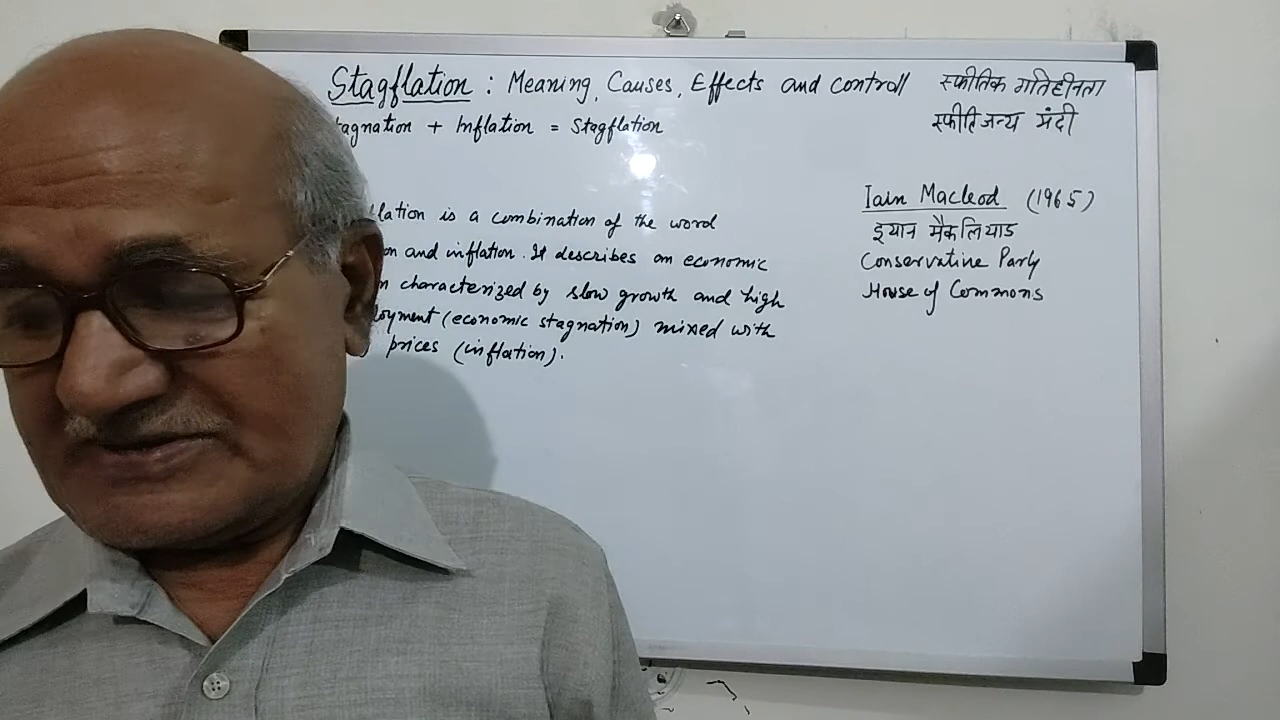 Stagflation : Meaning, Causes, Effects and controll
tagnation + Inflation = Stagflation
lation is a combination of the word
on and inflation. It describes an economic
n characterized by slow growth and high
loyment (economic stagnation) mixed with
prices (inflation).
स्फीतिक गतिहीनता
स्फीतिजन्य मंदी
Iain Macleod (1965)
इयान मैकलियाड
Conservative Party
House of Commons